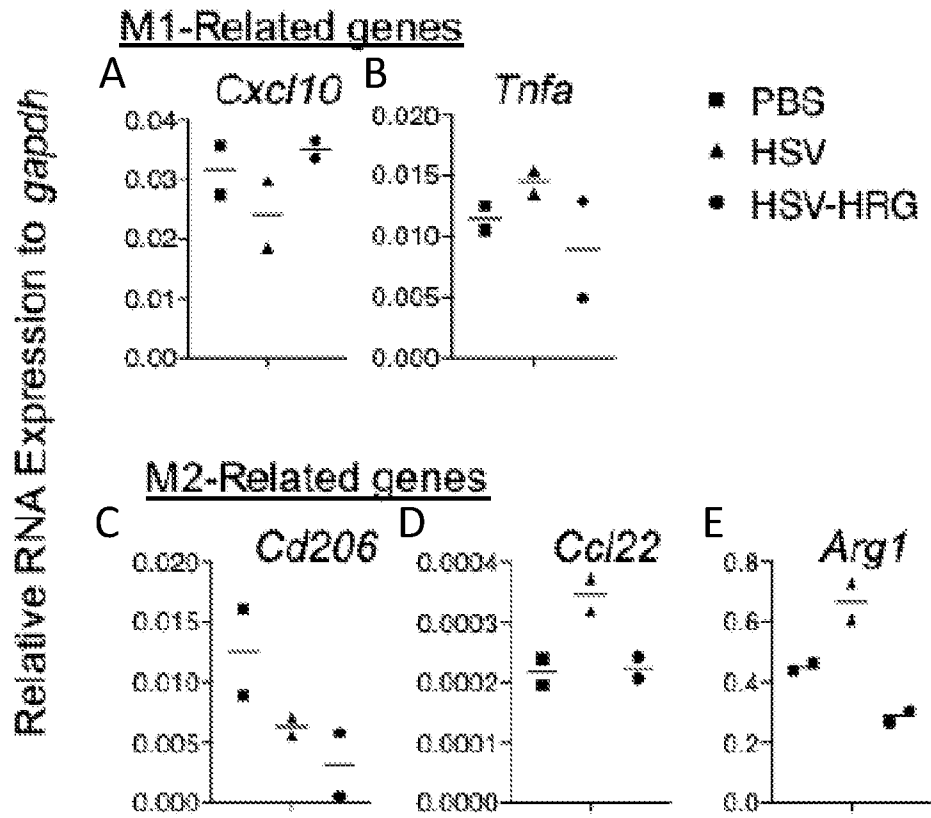 M1-Related genes
A
Cxcl10
B
Tnfa
PBS
HSV
HSV-HRG
Relative RNA Expression to gapdh
0.04
0.03
0.02
0.01
0.00
0.020
0.015
0.010
0.005
0.000
M2-Related genes
C
Cd206
D
Ccl22
E
Arg1
0.020
0.015
0.010
0.005
0.000
0.0004
0.0003
0.0002
0.0001
0.0000
0.8
0.6
0.4
0.2
0.0